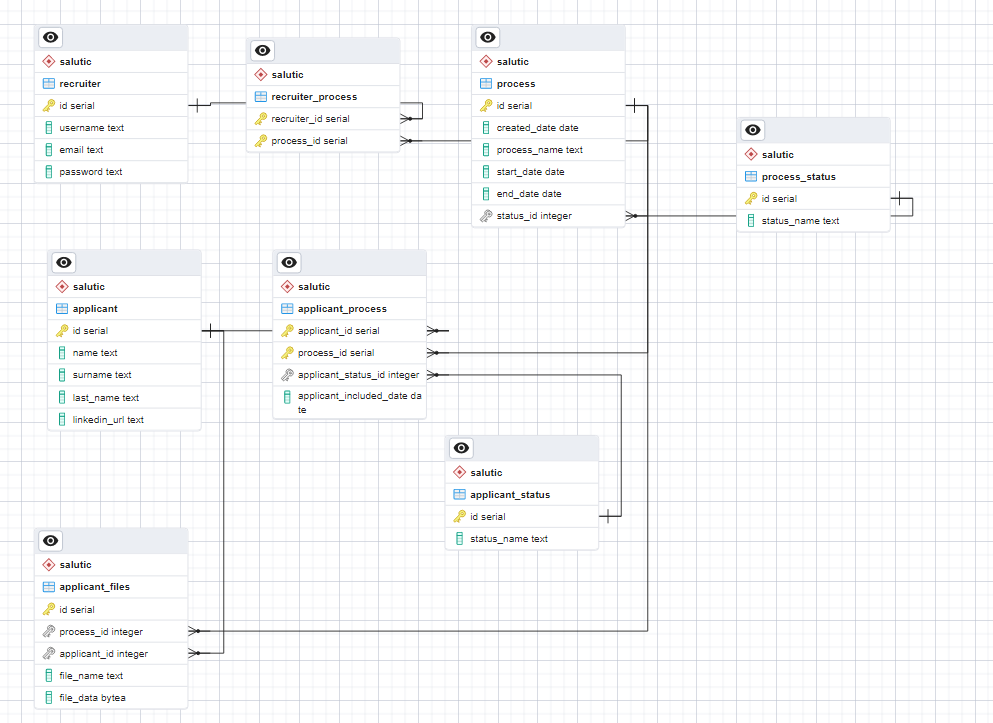 salutic
recruiter
id serial
username text
email text
password text
salutic
recruiter_process
recruiter_id serial
process_id serial
salutic
process
id serial
created_date date
process_name text
start_date date
end_date date
status_id integer
salutic
process_status
id serial
status_name text
salutic
applicant
id serial
name text
surname text
last_name text
linkedin_url text
salutic
applicant_process
applicant_id serial
process_id serial
applicant_status_id integer
applicant_included_date da
te
salutic
applicant_status
id serial
status_name text
salutic
applicant_files
id serial
process_id integer
applicant_id integer
file_name text
file_data bytea